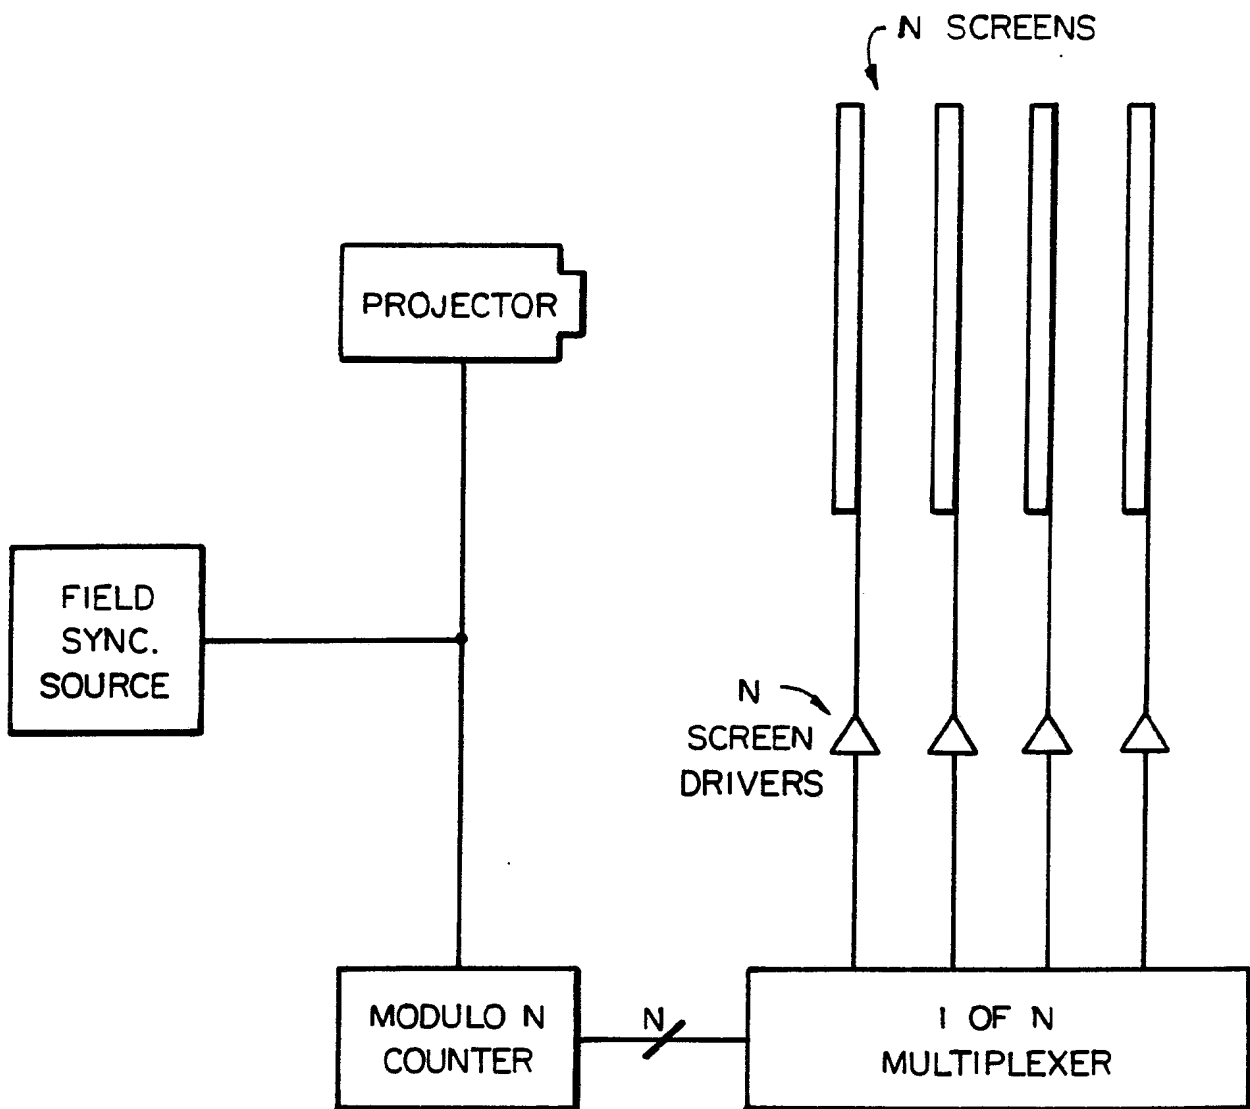 N SCREENS
PROJECTOR
FIELD
SYNC.
SOURCE
N
SCREEN
DRIVERS
MODULO N
COUNTER
N
1 OF N
MULTIPLEXER